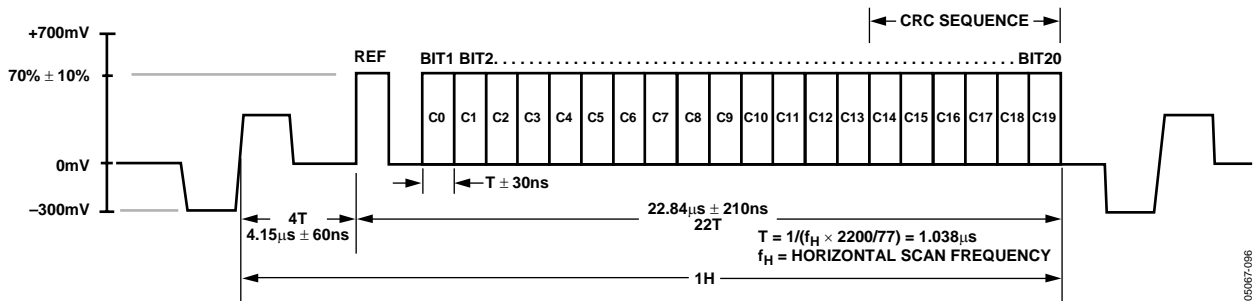 +700mV
70% ± 10%
0mV
–300mV
REF
BIT1 BIT2. . . . . . . . . . . . . . . . . . . . . . . . . . . . . . . . . . . . . . . . . . . . . . . . . . . . . . . . . . . BIT20
CRC SEQUENCE
C0 C1 C2 C3 C4 C5 C6 C7 C8 C9 C10 C11 C12 C13 C14 C15 C16 C17 C18 C19
T ± 30ns
4T
4.15μs ± 60ns
22.84μs ± 210ns
22T
T = 1/(fH × 2200/77) = 1.038μs
fH = HORIZONTAL SCAN FREQUENCY
1H
05067-096